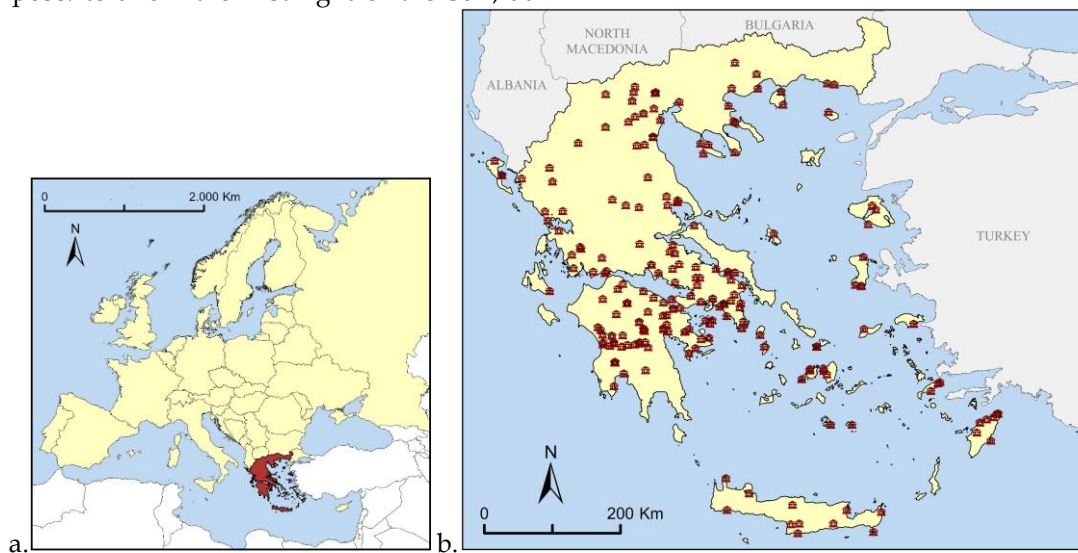 NORTH
MACEDONIA
BULGARIA
ALBANIA
TURKEY
0 2,000 Km
N
N
0 200 Km
a.
b.